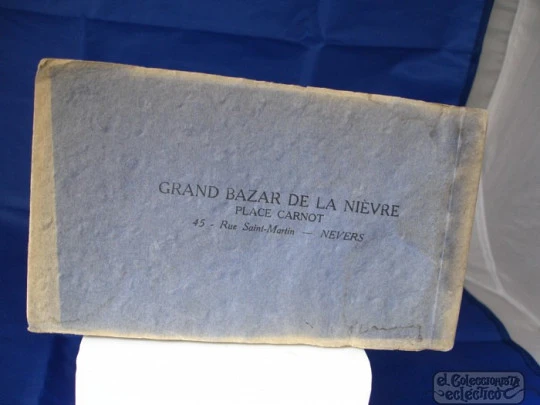 GRAND BAZAR DE LA NIÈVRE
PLACE CARNOT
45 - Rue Saint-Martin — NEVERS
el Coleccionista
ecléctico